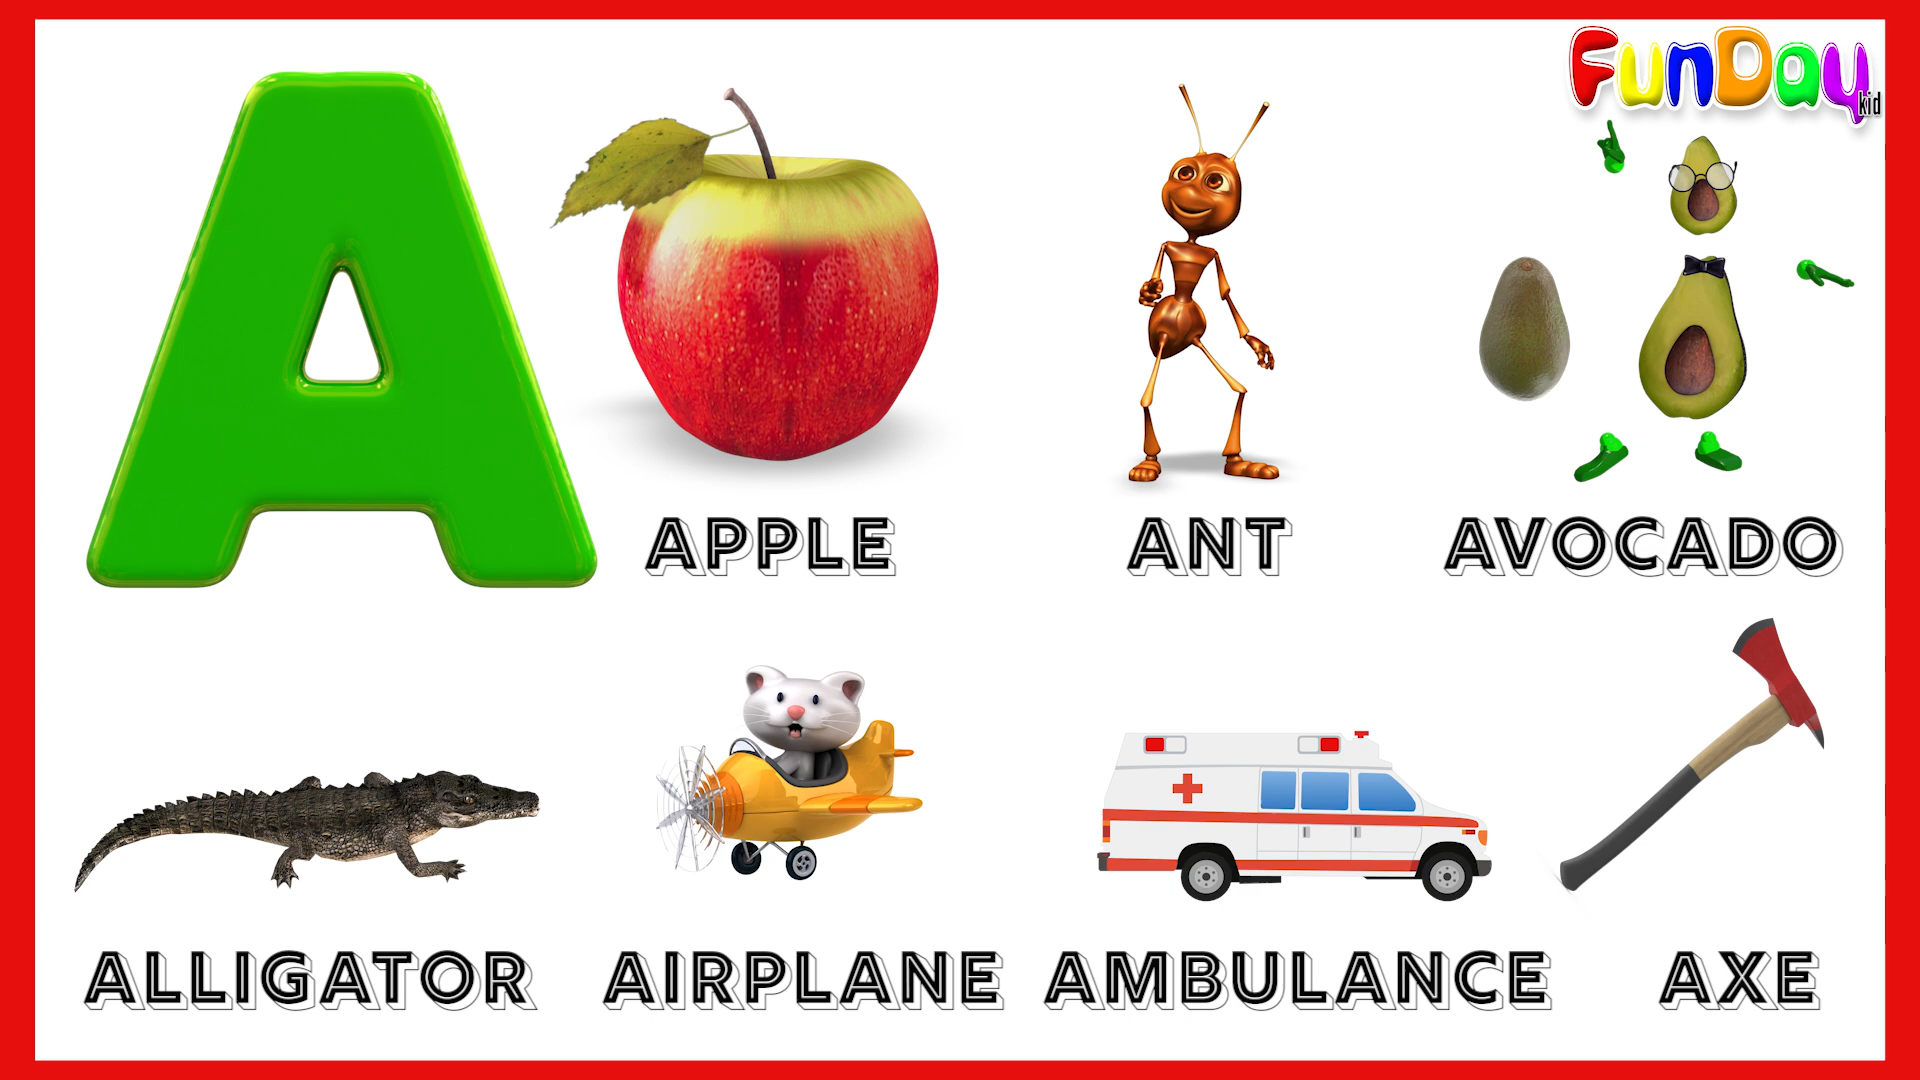 FunDay
kid
A
APPLE
ANT
AVOCADO
ALLIGATOR
AIRPLANE
AMBULANCE
AXE